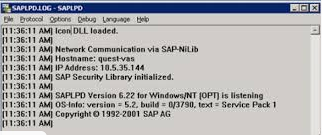 SAPLPD.LOG - SAPLPD
File Protocol Options Define Debug Language Help
[11:36:11 AM] Icon DLL loaded.
[11:36:11 AM]
[11:36:11 AM] Network Communication via SAP-NiLib
[11:36:11 AM] Hostname: quest-vas
[11:36:11 AM] IP Address: 10.5.35.144
[11:36:11 AM] SAP Security Library initialized.
[11:36:11 AM]
[11:36:11 AM] SAPLPD Version 6.22 for Windows/NT (OPT) is listening
[11:36:11 AM] OS-Info: version = 5.2, build = 0/3790, text = Service Pack 1
[11:36:11 AM] Copyright © 1992-2001 SAP AG
[11:36:11 AM]